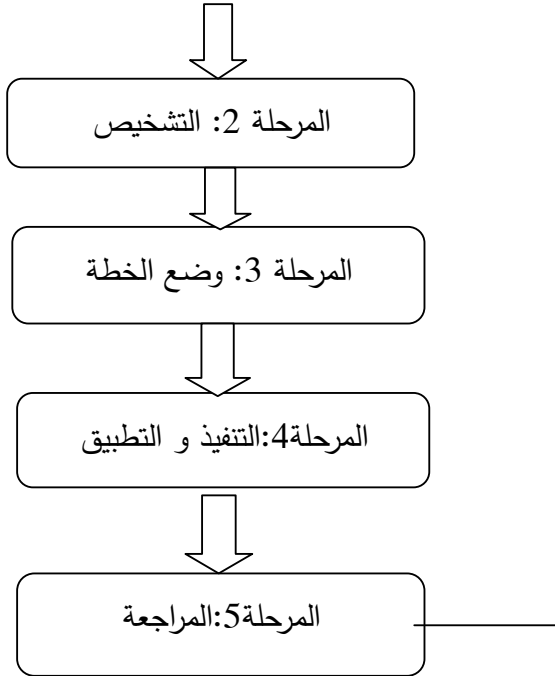 المرحلة 2: التشخيص
المرحلة 3: وضع الخطة
المرحلة4:التنفيذ و التطبيق
المرحلة5:المراجعة